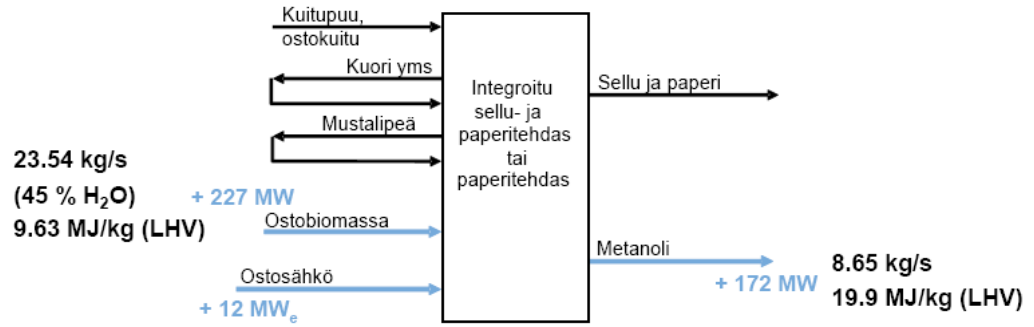 Kuitupuu,
ostokuitu
Kuori yms
Mustalipeä
23.54 kg/s
(45 % H₂O)
9.63 MJ/kg (LHV)
+ 227 MW
Ostobiomassa
Ostosähkö
+ 12 MWₑ
Integroitu
sellu- ja
paperitehdas
tai
paperitehdas
Sellu ja paperi
Metanoli
+ 172 MW
8.65 kg/s
19.9 MJ/kg (LHV)